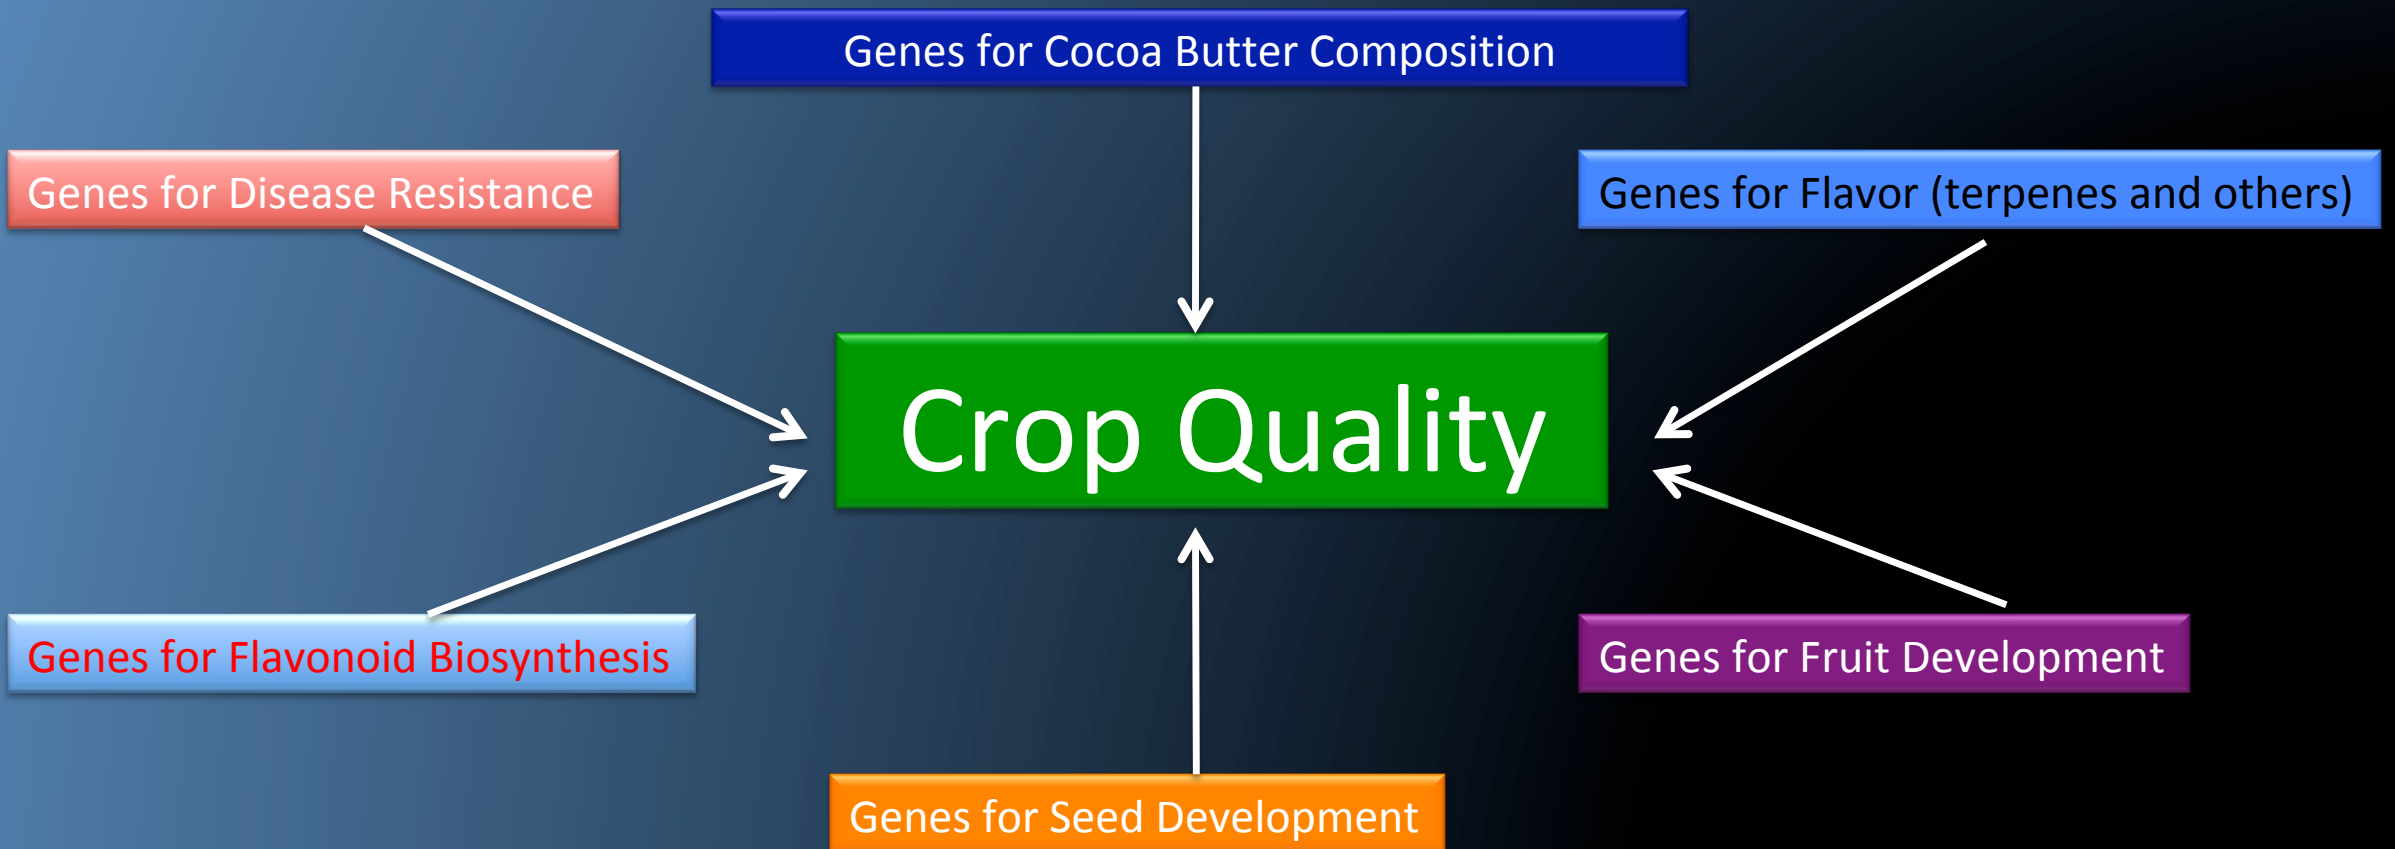 Genes for Cocoa Butter Composition
Genes for Disease Resistance
Genes for Flavor (terpenes and others)
Crop Quality
Genes for Flavonoid Biosynthesis
Genes for Fruit Development
Genes for Seed Development